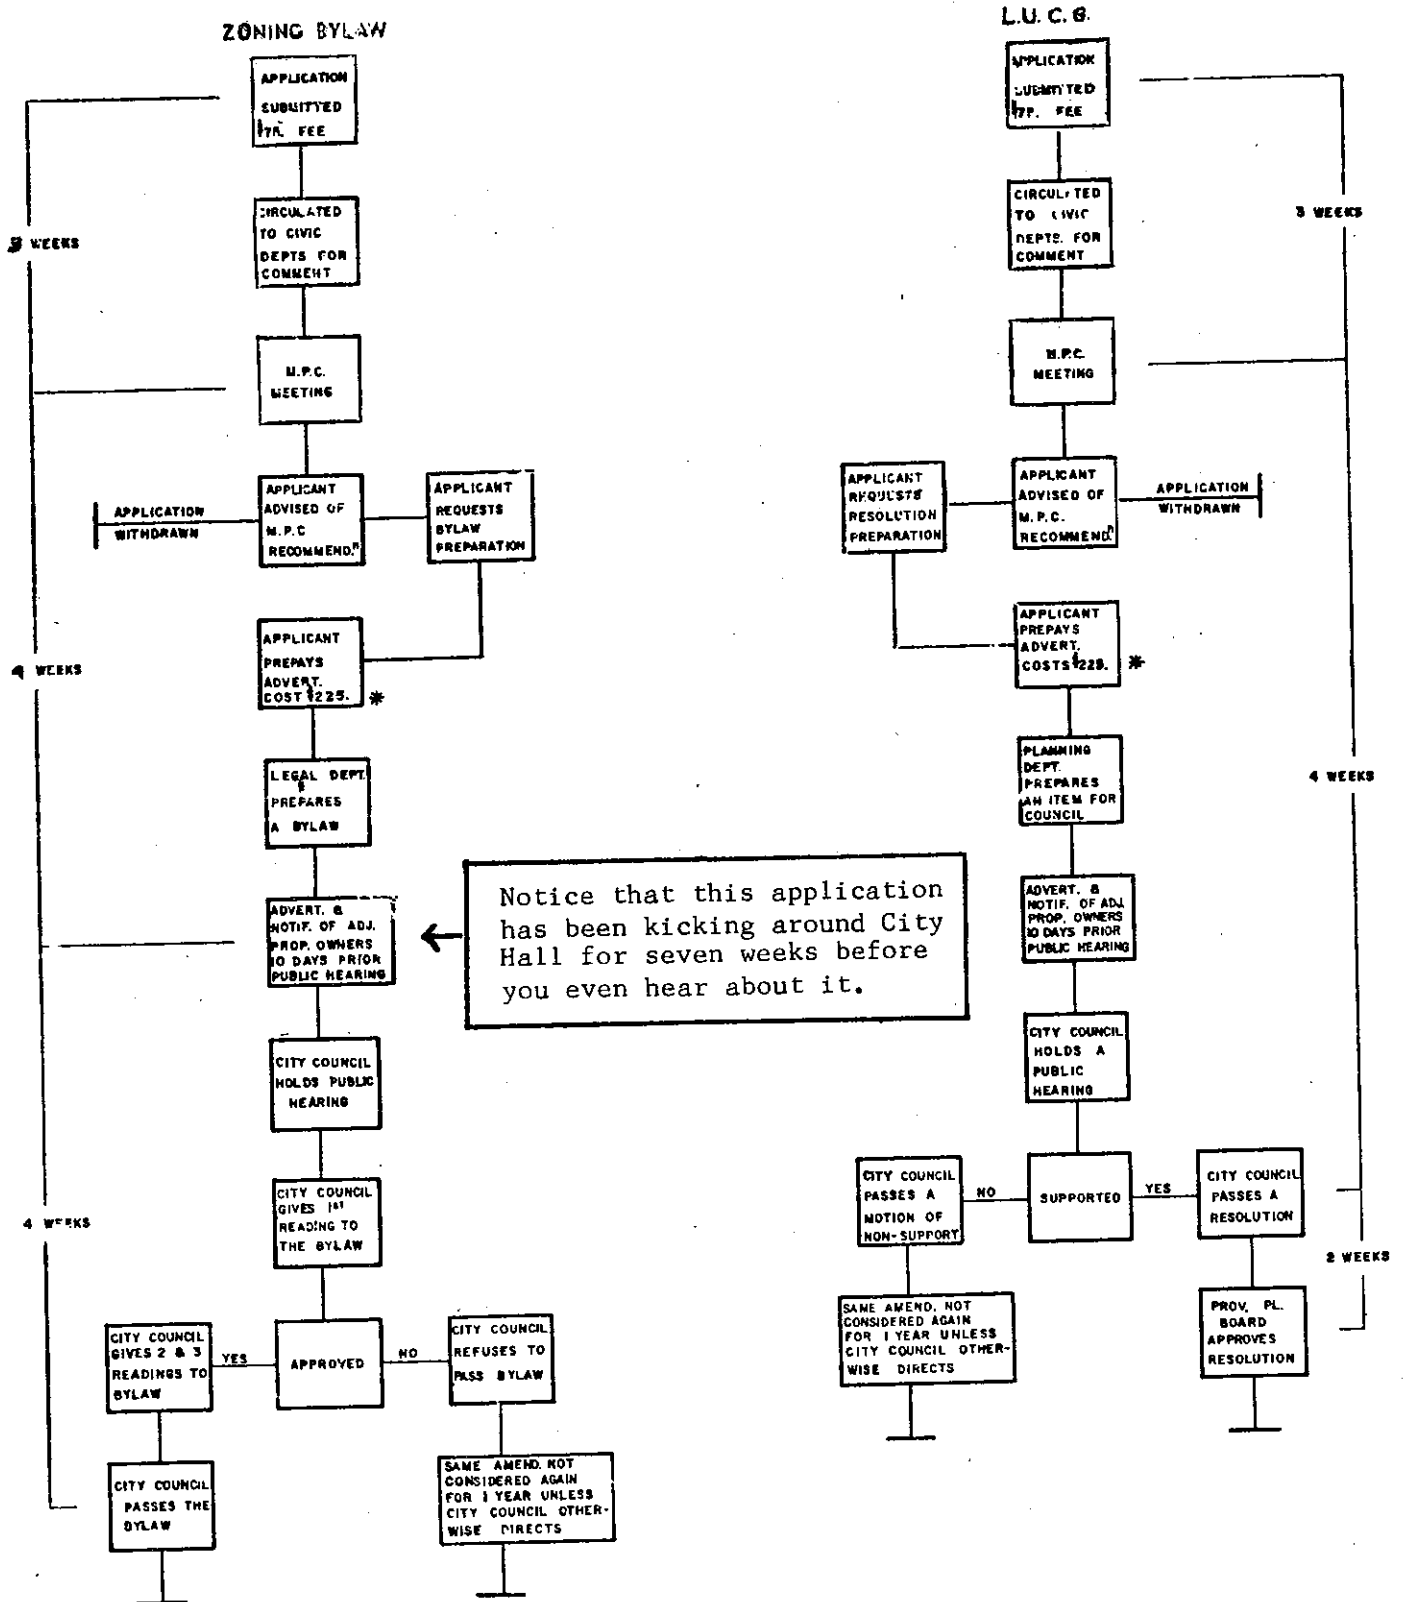 ZONING BYLAW
APPLICATION
SUBMITTED
FEE
CIRCULATED
TO CIVIC
DEPTS FOR
COMMENT
M.P.C.
MEETING
APPLICANT
ADVISED OF
M.P.C
RECOMMEND.ᴺ
APPLICATION
WITHDRAWN
APPLICANT
REQUESTS
BYLAW
PREPARATION
APPLICANT
PREPAYS
ADVERT.
COST $225. *
LEGAL DEPT.
PREPARES
A BYLAW
ADVERT. &
NOTIF. OF ADJ.
PROP. OWNERS
10 DAYS PRIOR
PUBLIC HEARING
CITY COUNCIL
HOLDS PUBLIC
HEARING
CITY COUNCIL
GIVES 1ST
READING TO
THE BYLAW
APPROVED
YES
CITY COUNCIL
GIVES 2 & 3
READINGS TO
BYLAW
CITY COUNCIL
PASSES THE
BYLAW
NO
CITY COUNCIL
REFUSES TO
PASS BYLAW
SAME AMEND. NOT
CONSIDERED AGAIN
FOR 1 YEAR UNLESS
CITY COUNCIL OTHER-
WISE DIRECTS
3 WEEKS
4 WEEKS
4 WEEKS
Notice that this application
has been kicking around City
Hall for seven weeks before
you even hear about it.
L.U.C.G.
APPLICATION
SUBMITTED
FEE
CIRCULATED
TO CIVIC
DEPTS. FOR
COMMENT
M.P.C.
MEETING
APPLICANT
ADVISED OF
M.P.C.
RECOMMEND.ᴺ
APPLICATION
WITHDRAWN
APPLICANT
REQUESTS
RESOLUTION
PREPARATION
APPLICANT
PREPAYS
ADVERT.
COSTS $225. *
PLANNING
DEPT.
PREPARES
AN ITEM FOR
COUNCIL
ADVERT. &
NOTIF. OF ADJ.
PROP. OWNERS
10 DAYS PRIOR
PUBLIC HEARING
CITY COUNCIL
HOLDS A
PUBLIC
HEARING
SUPPORTED
NO
CITY COUNCIL
PASSES A
MOTION OF
NON-SUPPORT
SAME AMEND. NOT
CONSIDERED AGAIN
FOR 1 YEAR UNLESS
CITY COUNCIL OTHER-
WISE DIRECTS
YES
CITY COUNCIL
PASSES A
RESOLUTION
PROV. PL.
BOARD
APPROVES
RESOLUTION
3 WEEKS
4 WEEKS
2 WEEKS